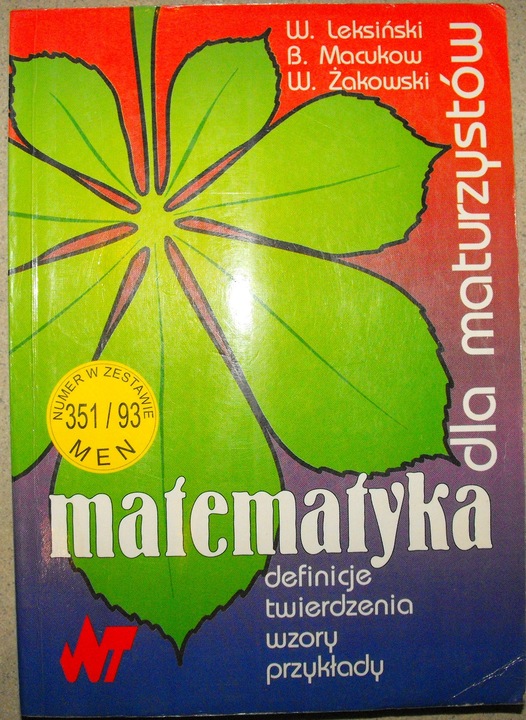 W. Leksiński
B. Macukow
W. Żakowski
dla maturzystów
NUMER W ZESTAWIE
351 / 93
MEN
matematyka
definicje
twierdzenia
wzory
przykłady
WNT